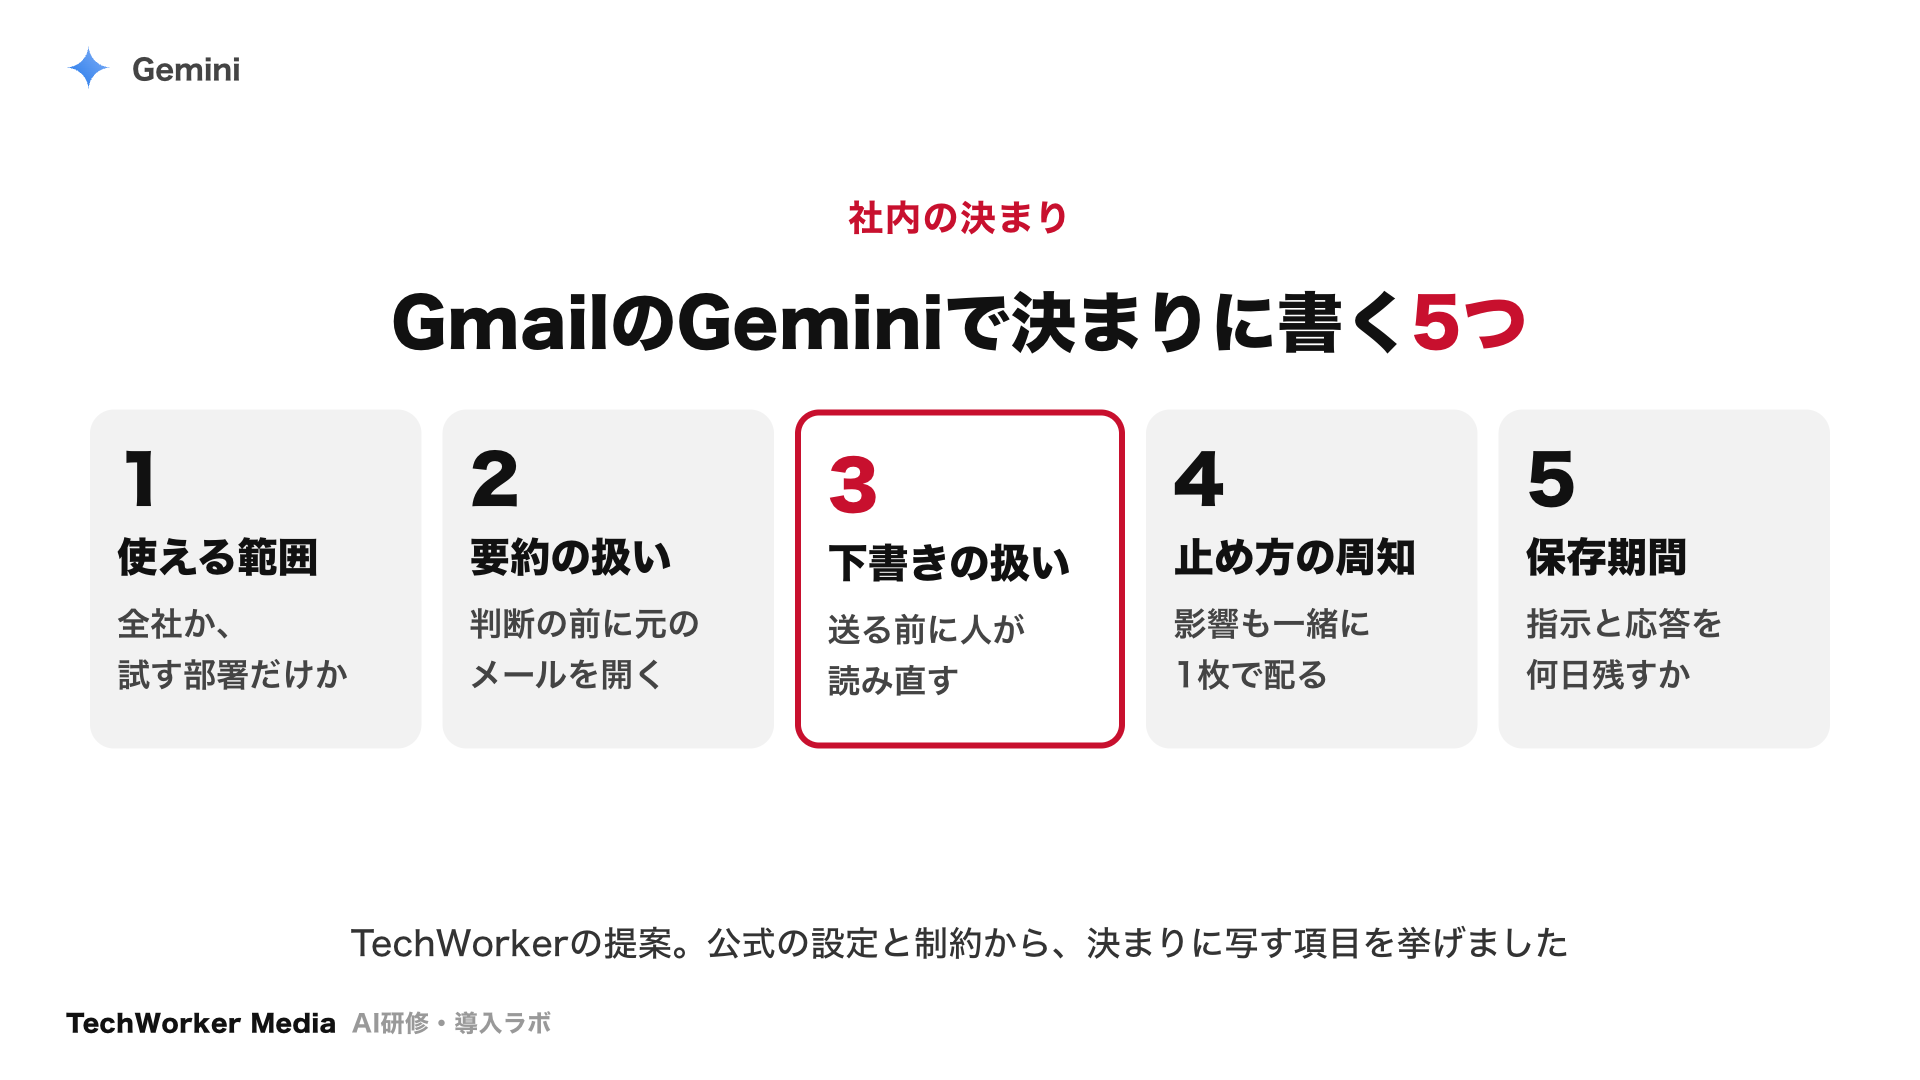 Gemini
社内の決まり
GmailのGeminiで決まりに書く5つ
1
使える範囲
全社か、
試す部署だけか
2
要約の扱い
判断の前に元の
メールを開く
3
下書きの扱い
送る前に人が
読み直す
4
止め方の周知
影響も一緒に
1枚で配る
5
保存期間
指示と応答を
何日残すか
TechWorkerの提案。公式の設定と制約から、決まりに写す項目を挙げました
TechWorker Media AI研修・導入ラボ